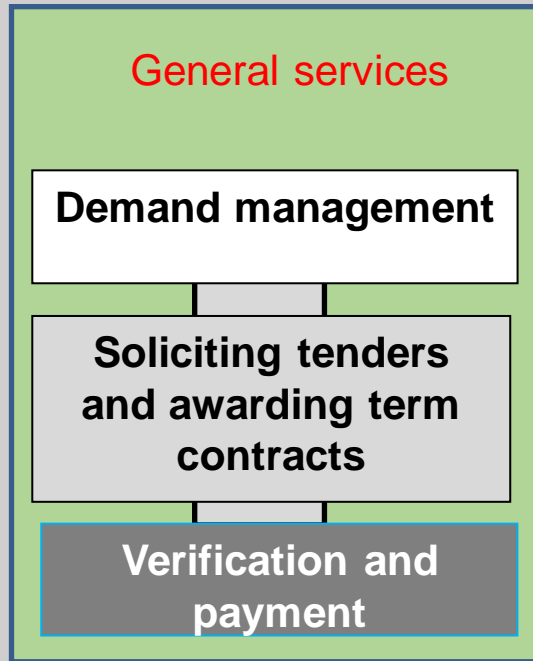 General services
Demand management
Soliciting tenders
and awarding term
contracts
Verification and
payment